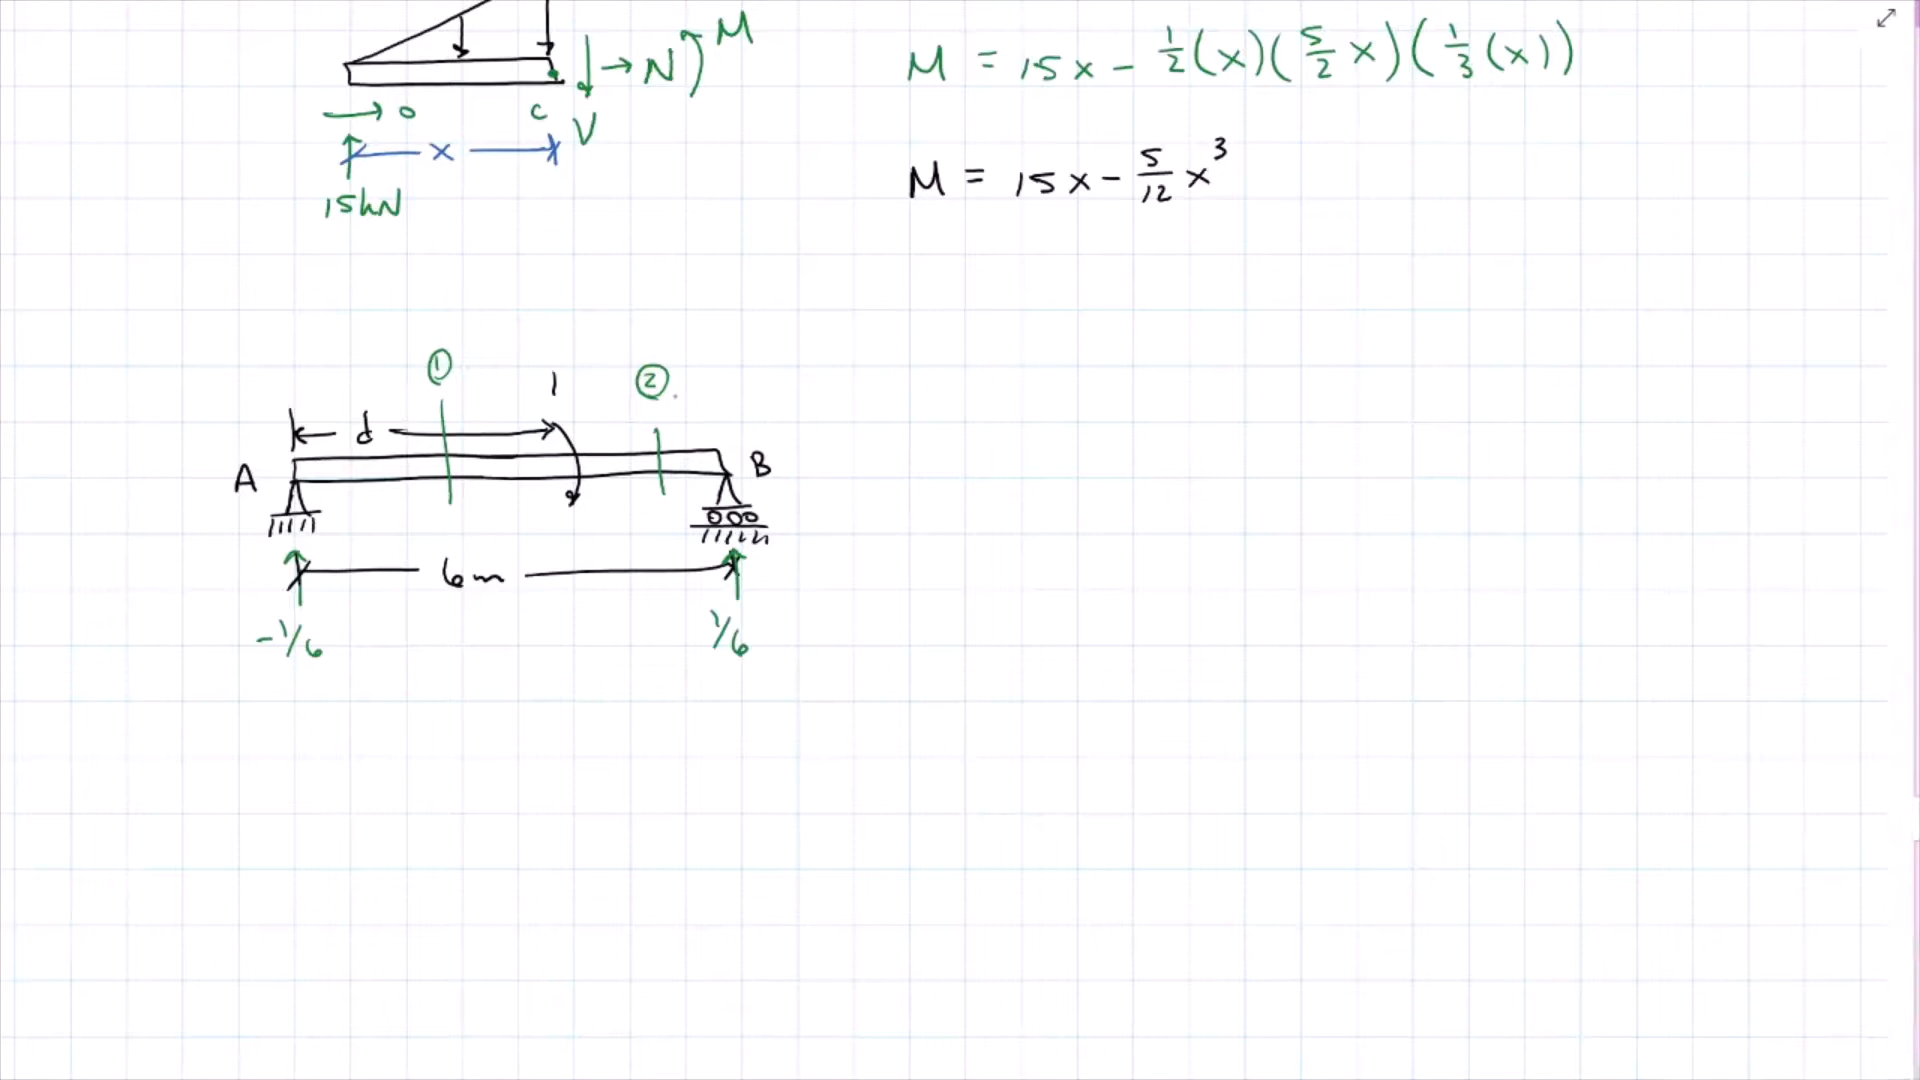 M = 15x - 1/2 (x)(5/2 x)(1/3 (x))
N M
0 C V
x
15kN
M = 15x - 5/12 x³
① 1 ②
d
A B
6m
-1/6 1/6